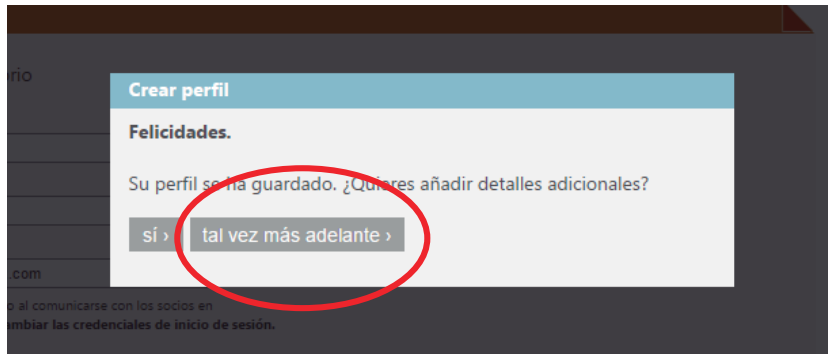 rio
Crear perfil
Felicidades.
Su perfil se ha guardado. ¿Quieres añadir detalles adicionales?
sí › tal vez más adelante ›
.com
o al comunicarse con los socios en
ambiar las credenciales de inicio de sesión.